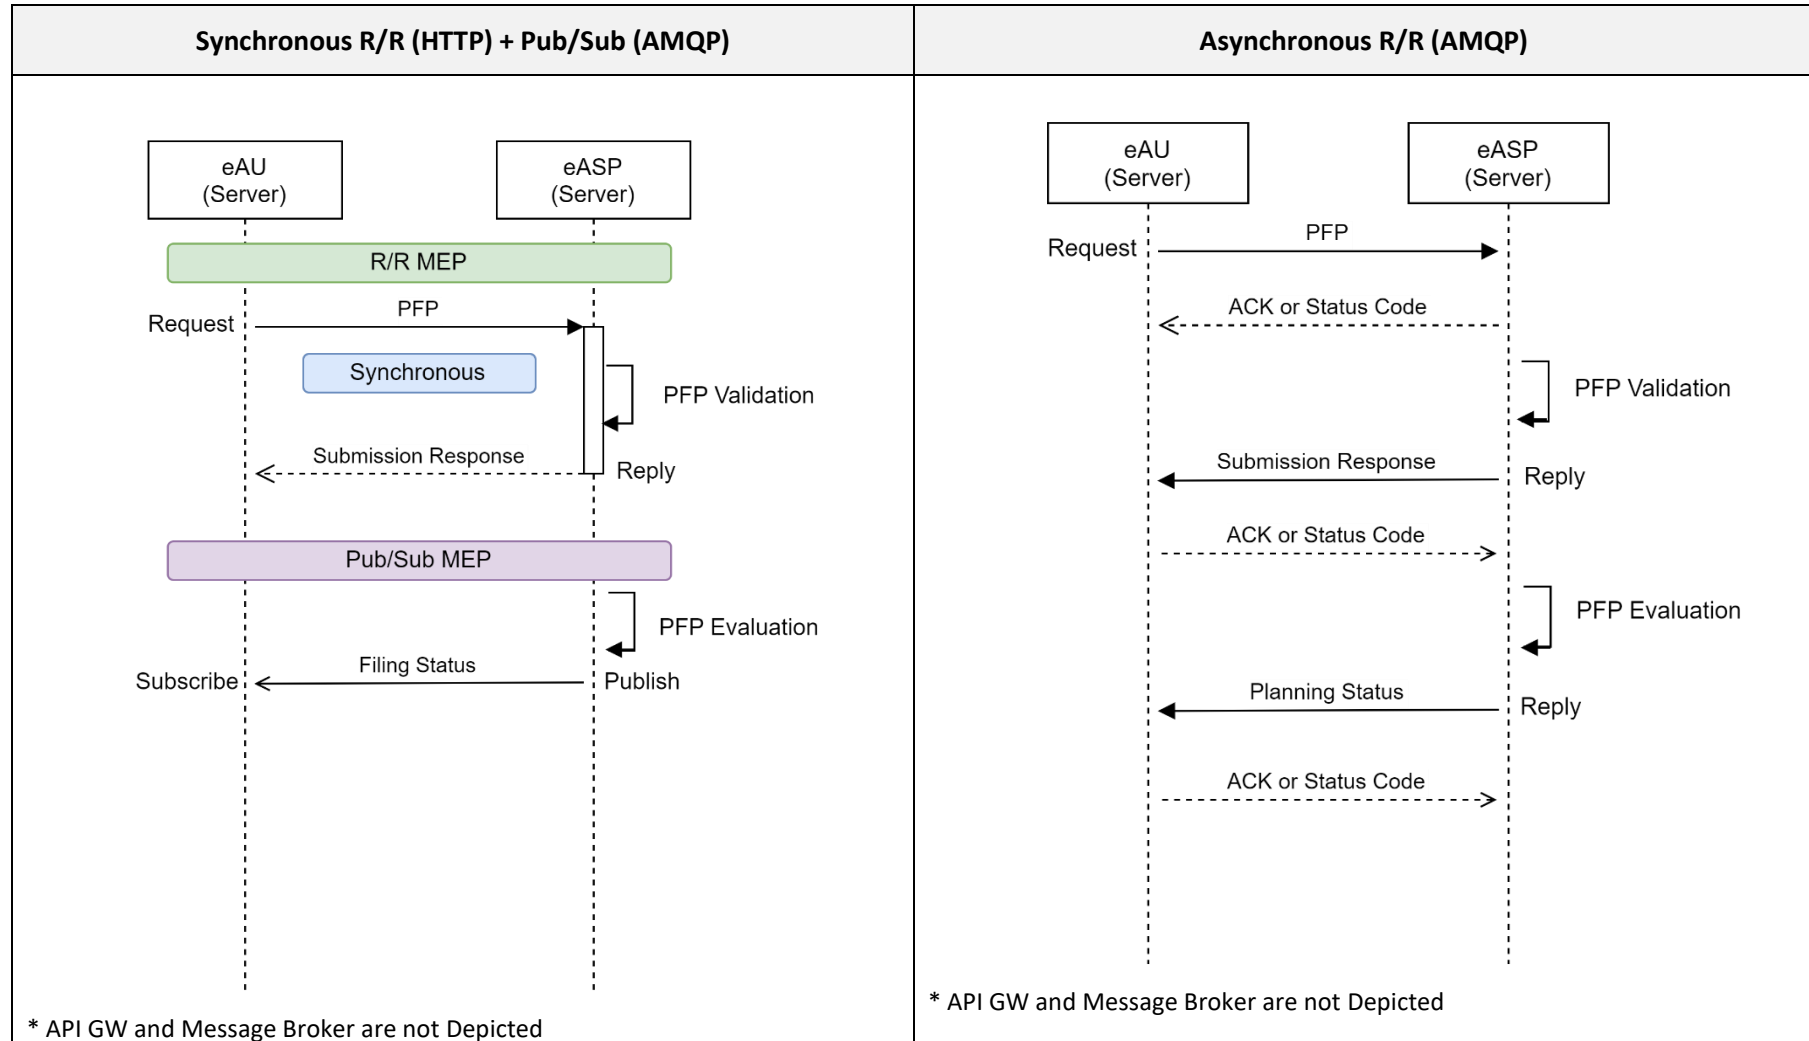 Synchronous R/R (HTTP) + Pub/Sub (AMQP)
eAU
(Server)
eASP
(Server)
R/R MEP
PFP
Request
Synchronous
PFP Validation
Submission Response
Reply
Pub/Sub MEP
PFP Evaluation
Filing Status
Subscribe
Publish
* API GW and Message Broker are not Depicted
Asynchronous R/R (AMQP)
eAU
(Server)
eASP
(Server)
PFP
Request
ACK or Status Code
PFP Validation
Submission Response
Reply
ACK or Status Code
PFP Evaluation
Planning Status
Reply
ACK or Status Code
* API GW and Message Broker are not Depicted